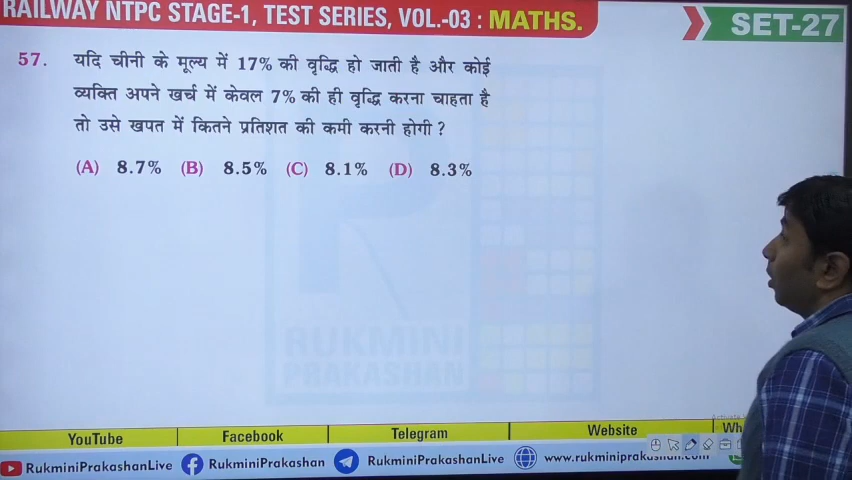 RAILWAY NTPC STAGE-1, TEST SERIES, VOL.-03 : MATHS.
SET-27
57. यदि चीनी के मूल्य में 17% की वृद्धि हो जाती है और कोई
व्यक्ति अपने खर्च में केवल 7% की ही वृद्धि करना चाहता है
तो उसे खपत में कितने प्रतिशत की कमी करनी होगी ?
(A) 8.7% (B) 8.5% (C) 8.1% (D) 8.3%
RUKMINI
PRAKASHAN
YouTube Facebook Telegram Website
RukminiPrakashanLive RukminiPrakashan RukminiPrakashanLive